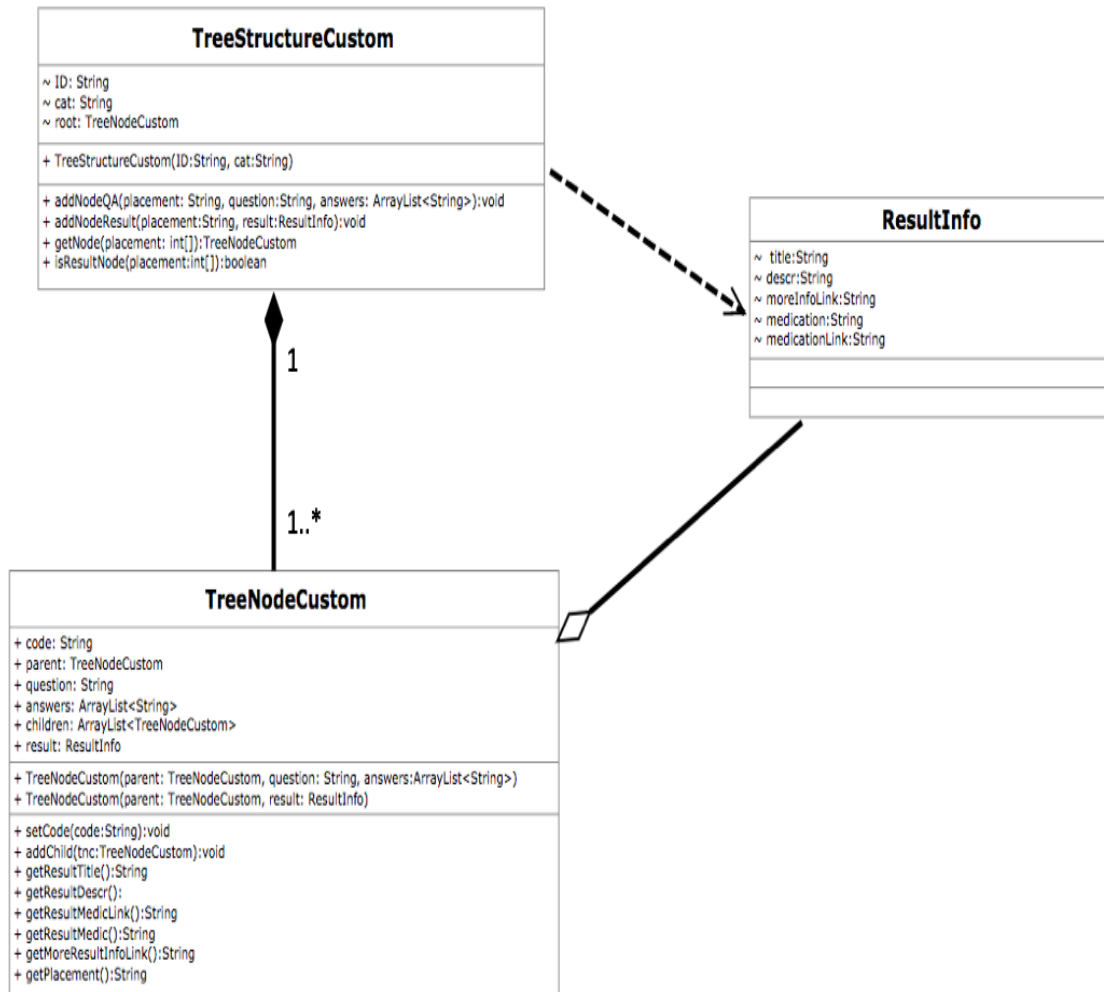 TreeStructureCustom
~ ID: String
~ cat: String
~ root: TreeNodeCustom
+ TreeStructureCustom(ID:String, cat:String)
+ addNodeQA(placement: String, question:String, answers: ArrayList<String>):void
+ addNodeResult(placement:String, result:ResultInfo):void
+ getNode(placement: int[]):TreeNodeCustom
+ isResultNode(placement:int[]):boolean
ResultInfo
~ title:String
~ descr:String
~ moreInfoLink:String
~ medication:String
~ medicationLink:String
1
1..*
TreeNodeCustom
+ code: String
+ parent: TreeNodeCustom
+ question: String
+ answers: ArrayList<String>
+ children: ArrayList<TreeNodeCustom>
+ result: ResultInfo
+ TreeNodeCustom(parent: TreeNodeCustom, question: String, answers:ArrayList<String>)
+ TreeNodeCustom(parent: TreeNodeCustom, result: ResultInfo)
+ setCode(code:String):void
+ addChild(tnc:TreeNodeCustom):void
+ getResultTitle():String
+ getResultDescr():
+ getResultMedicLink():String
+ getResultMedic():String
+ getMoreResultInfoLink():String
+ getPlacement():String